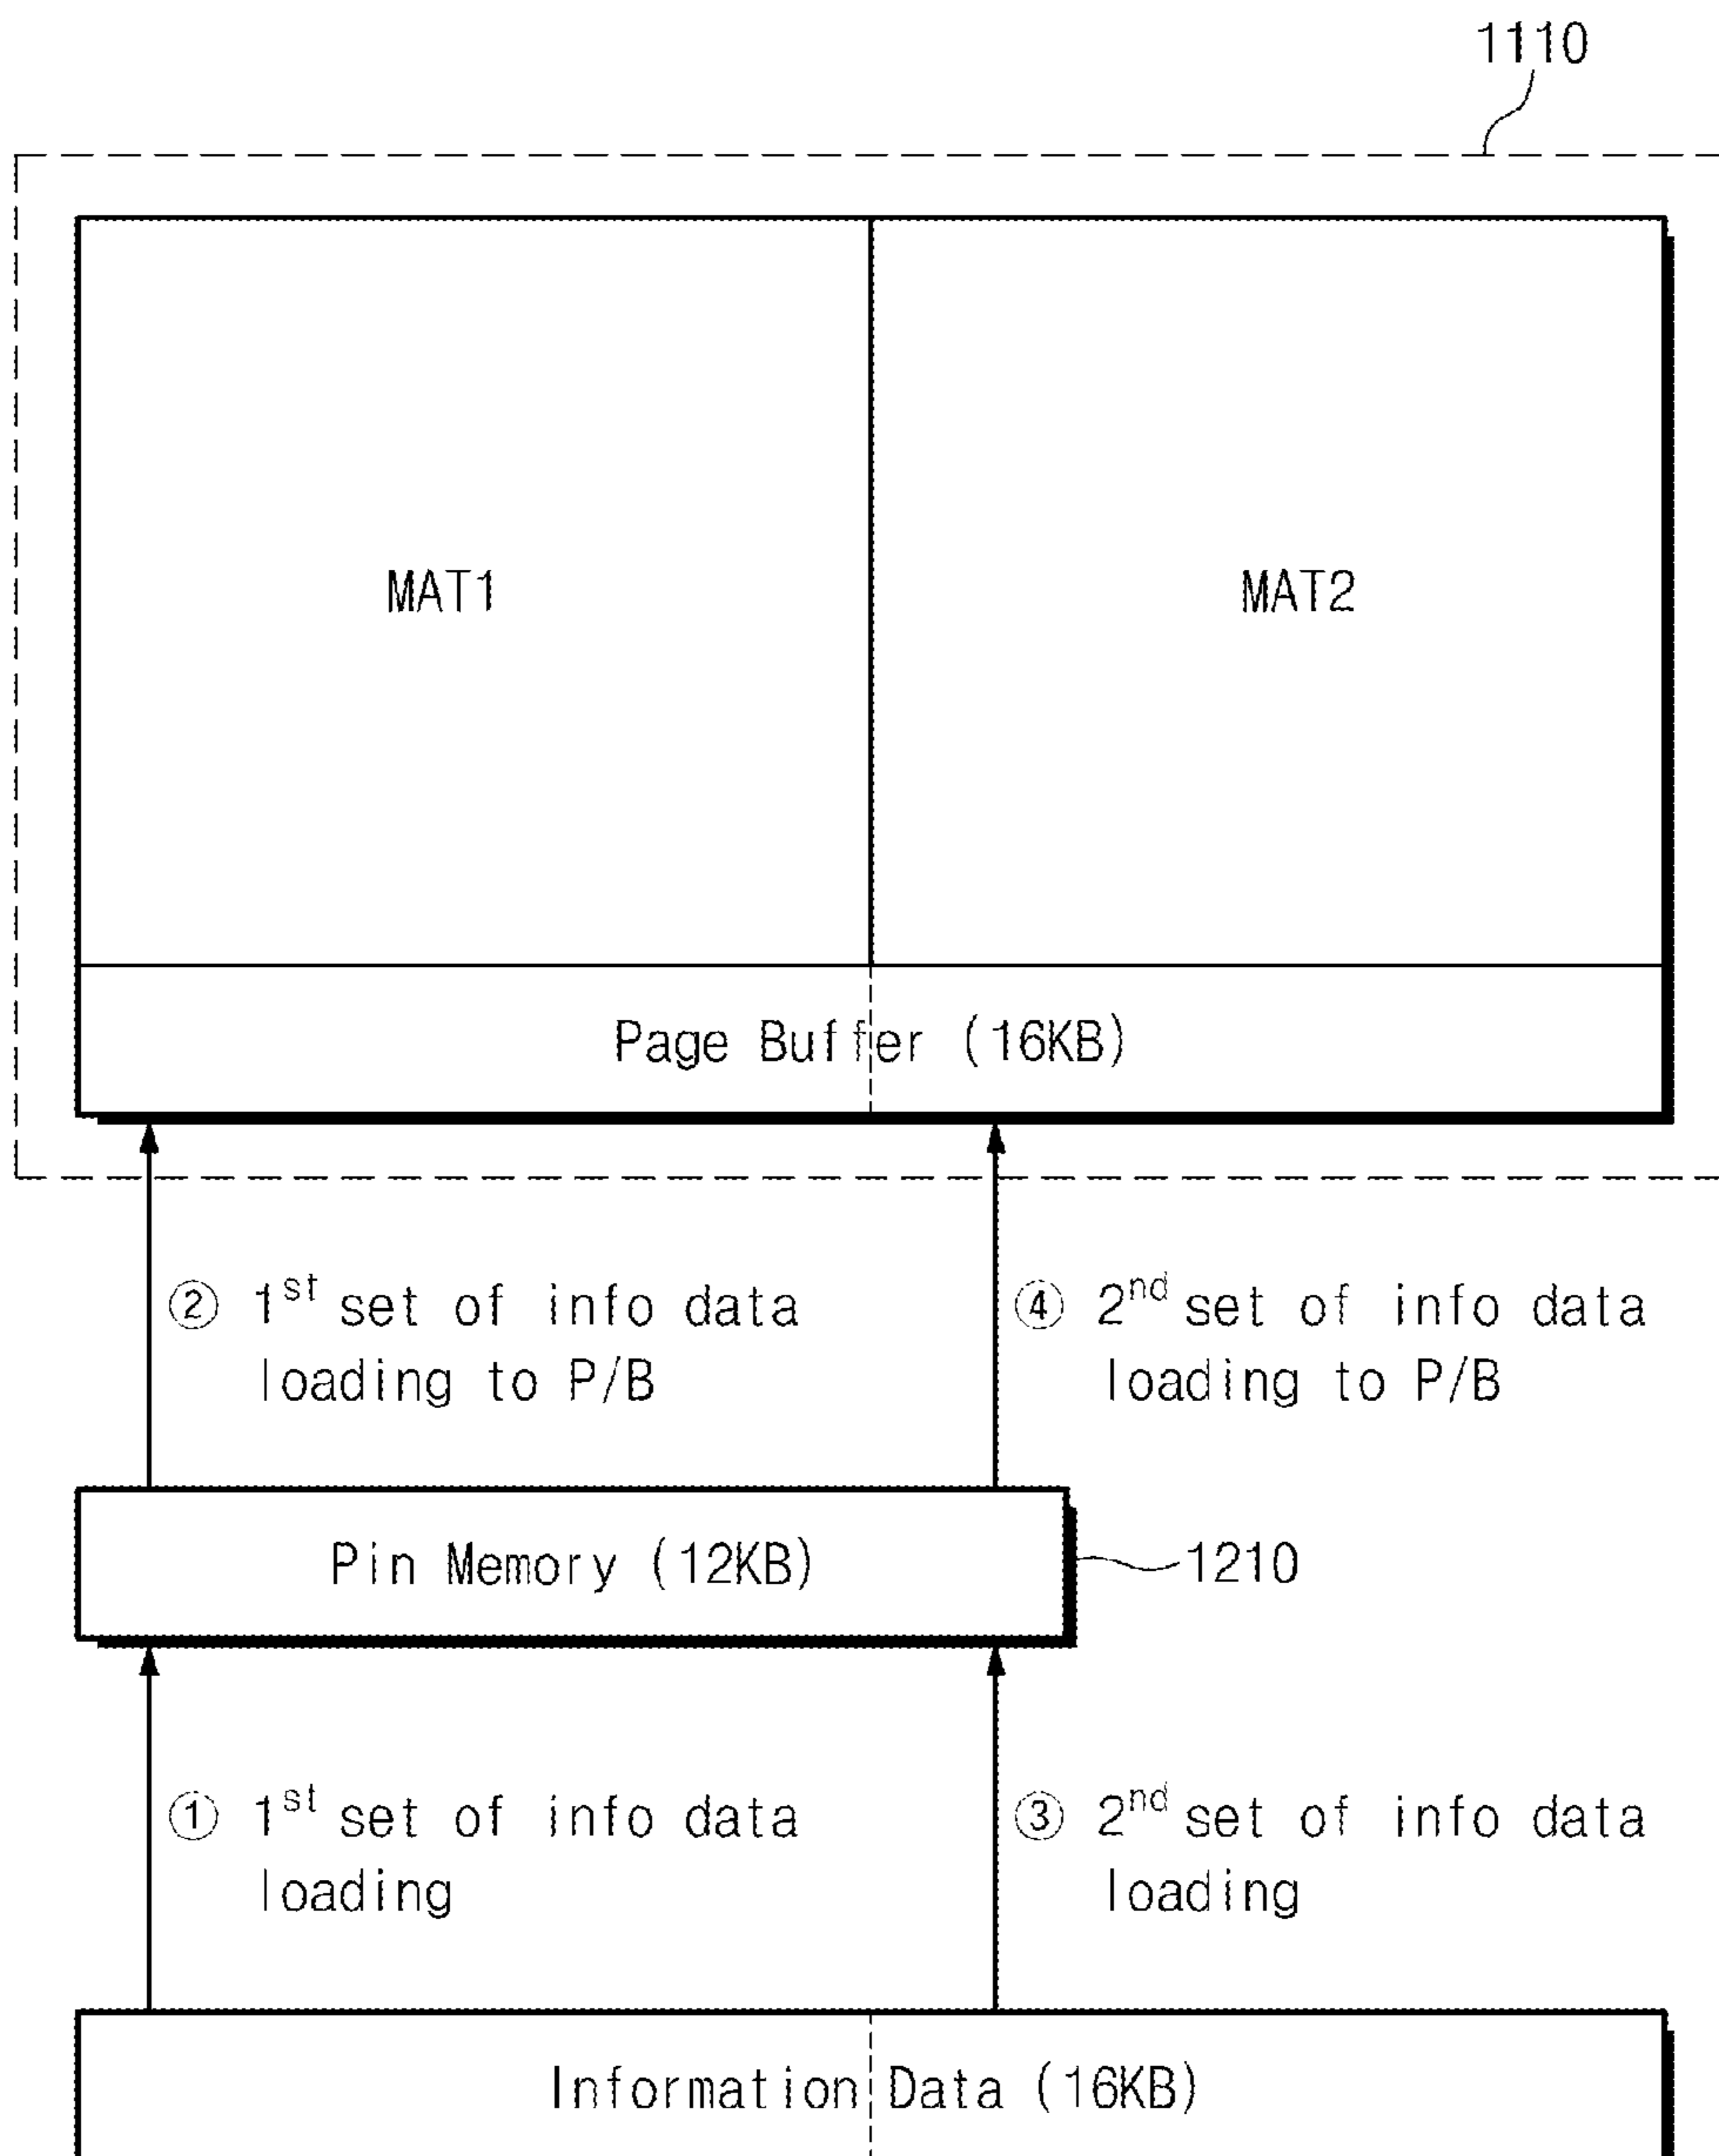 1110
MAT1
MAT2
Page Buffer (16KB)
② 1st set of info data
loading to P/B
④ 2nd set of info data
loading to P/B
Pin Memory (12KB)
1210
① 1st set of info data
loading
③ 2nd set of info data
loading
Information Data (16KB)